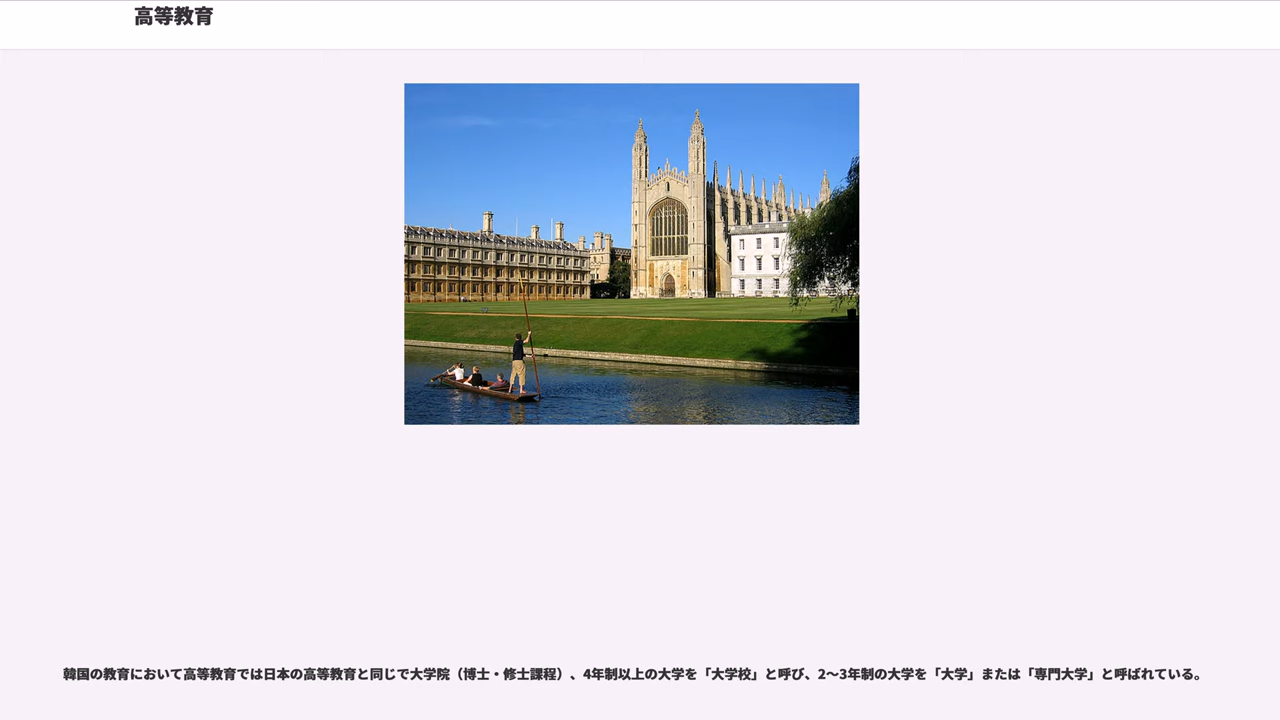 高等教育
韓国の教育において高等教育では日本の高等教育と同じで大学院（博士・修士課程）、4年制以上の大学を「大学校」と呼び、2〜3年制の大学を「大学」または「専門大学」と呼ばれている。